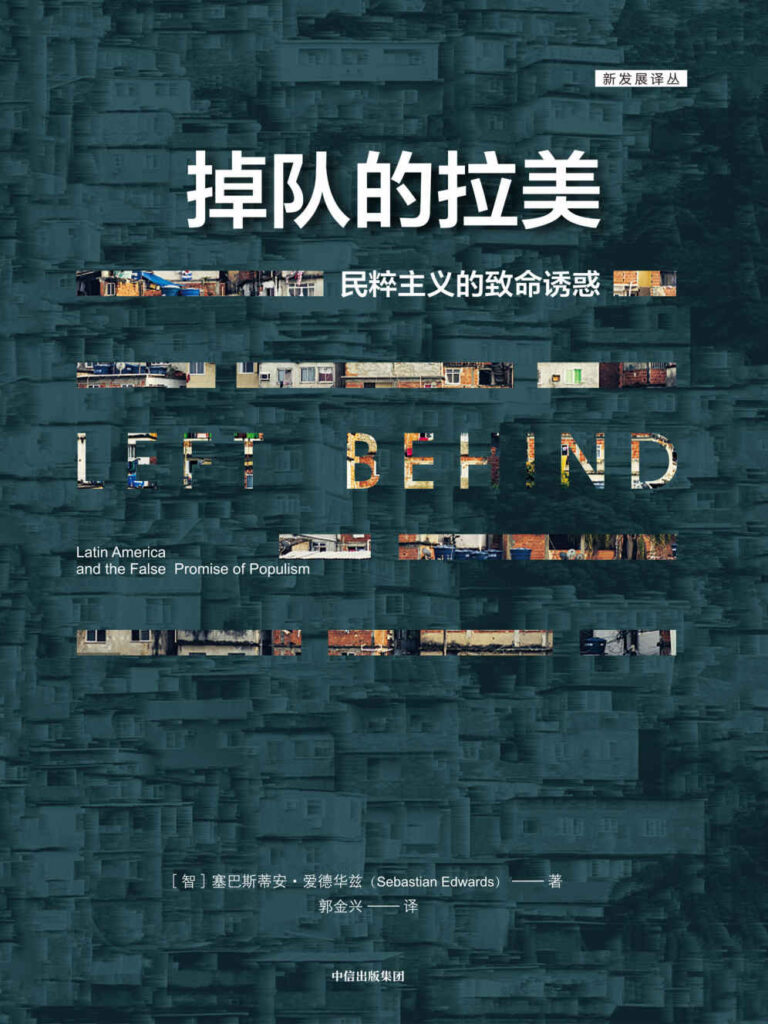 新发展译丛
掉队的拉美
民粹主义的致命诱惑
LEFT BEHIND
Latin America
and the False Promise of Populism
［智］塞巴斯蒂安·爱德华兹（Sebastian Edwards）—— 著
郭金兴 —— 译
中信出版集团